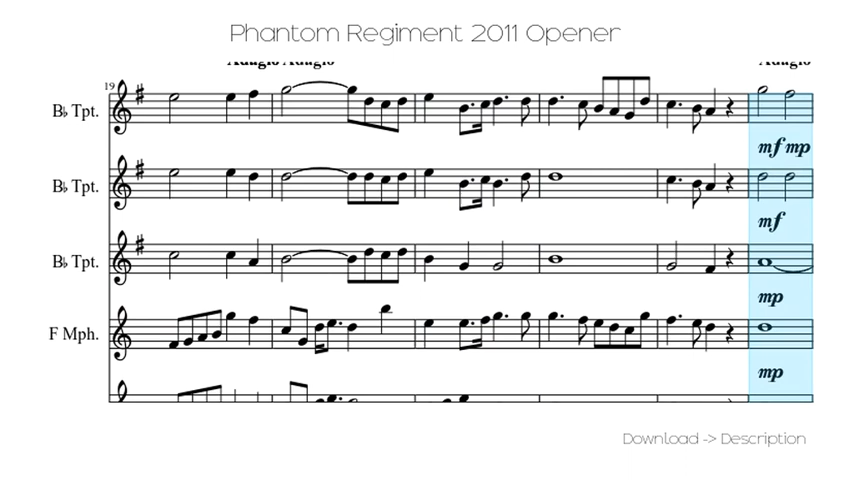 Phantom Regiment 2011 Opener
Adagio Adagio Adagio
19
B♭ Tpt.
mf mp
B♭ Tpt.
mf
B♭ Tpt.
mp
F Mph.
mp
Download -> Description